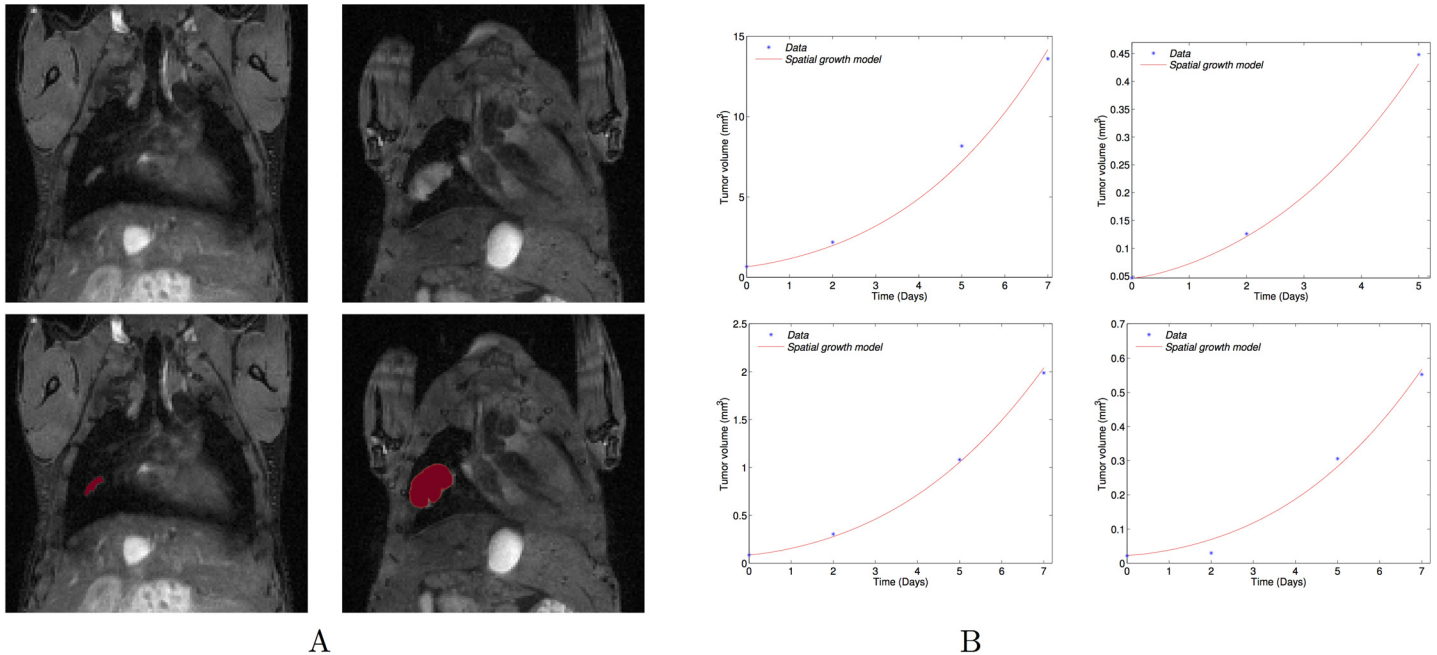 15
10
5
0
0 1 2 3 4 5 6 7
Time (Days)
Tumor volume (mm³)
Data
Spatial growth model
0.45
0.4
0.35
0.3
0.25
0.2
0.15
0.1
0.05
0 1 2 3 4 5
Time (Days)
Tumor volume (mm³)
Data
Spatial growth model
2.5
2
1.5
1
0.5
0
0 1 2 3 4 5 6 7
Time (Days)
Tumor volume (mm³)
Data
Spatial growth model
0.7
0.6
0.5
0.4
0.3
0.2
0.1
0
0 1 2 3 4 5 6 7
Time (Days)
Tumor volume (mm³)
Data
Spatial growth model
A
B